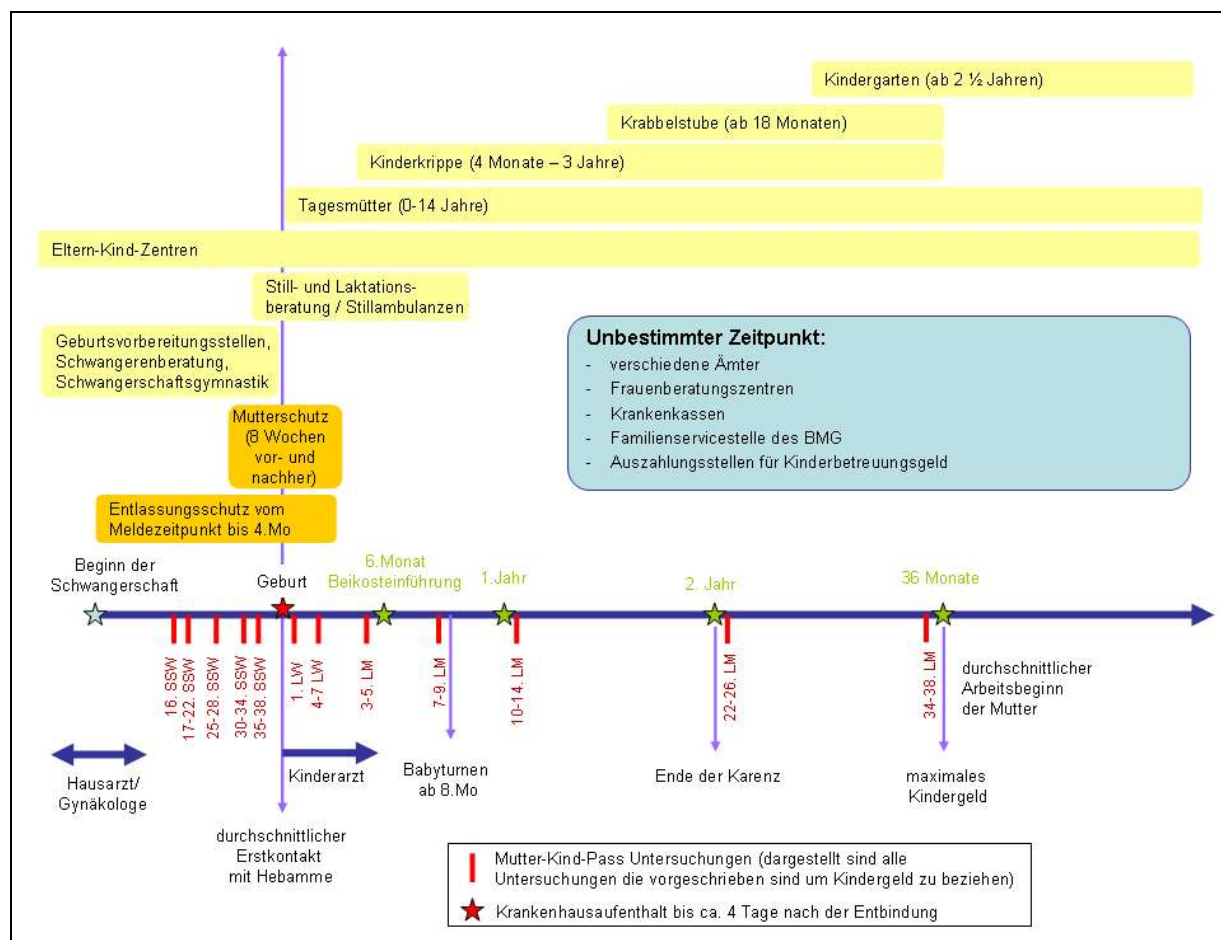 Kindergarten (ab 2 ½ Jahren)
Krabbelstube (ab 18 Monaten)
Kinderkrippe (4 Monate – 3 Jahre)
Tagesmütter (0-14 Jahre)
Eltern-Kind-Zentren
Still- und Laktations-
beratung / Stillambulanzen
Geburtsvorbereitungsstellen,
Schwangerenberatung,
Schwangerschaftsgymnastik
Unbestimmter Zeitpunkt:
- verschiedene Ämter
- Frauenberatungszentren
- Krankenkassen
- Familienservicestelle des BMG
- Auszahlungsstellen für Kinderbetreuungsgeld
Mutterschutz
(8 Wochen
vor- und
nachher)
Entlassungsschutz vom
Meldezeitpunkt bis 4.Mo
Beginn der
Schwangerschaft
Geburt
6.Monat
Beikosteinführung
1.Jahr
2. Jahr
36 Monate
16. SSW
17-22. SSW
25-28. SSW
30-34. SSW
35-38. SSW
1. LW
4-7 LW
3-5. LM
7-9. LM
10-14. LM
22-26. LM
34-38. LM
durchschnittlicher
Arbeitsbeginn
der Mutter
Hausarzt/
Gynäkologe
Kinderarzt
Babyturnen
ab 8.Mo
Ende der Karenz
maximales
Kindergeld
durchschnittlicher
Erstkontakt
mit Hebamme
Mutter-Kind-Pass Untersuchungen (dargestellt sind alle
Untersuchungen die vorgeschrieben sind um Kindergeld zu beziehen)
Krankenhausaufenthalt bis ca. 4 Tage nach der Entbindung